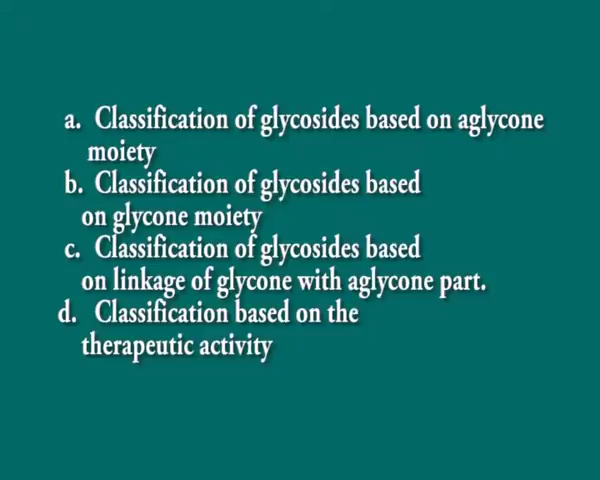 a. Classification of glycosides based on aglycone
moiety
b. Classification of glycosides based
on glycone moiety
c. Classification of glycosides based
on linkage of glycone with aglycone part.
d. Classification based on the
therapeutic activity